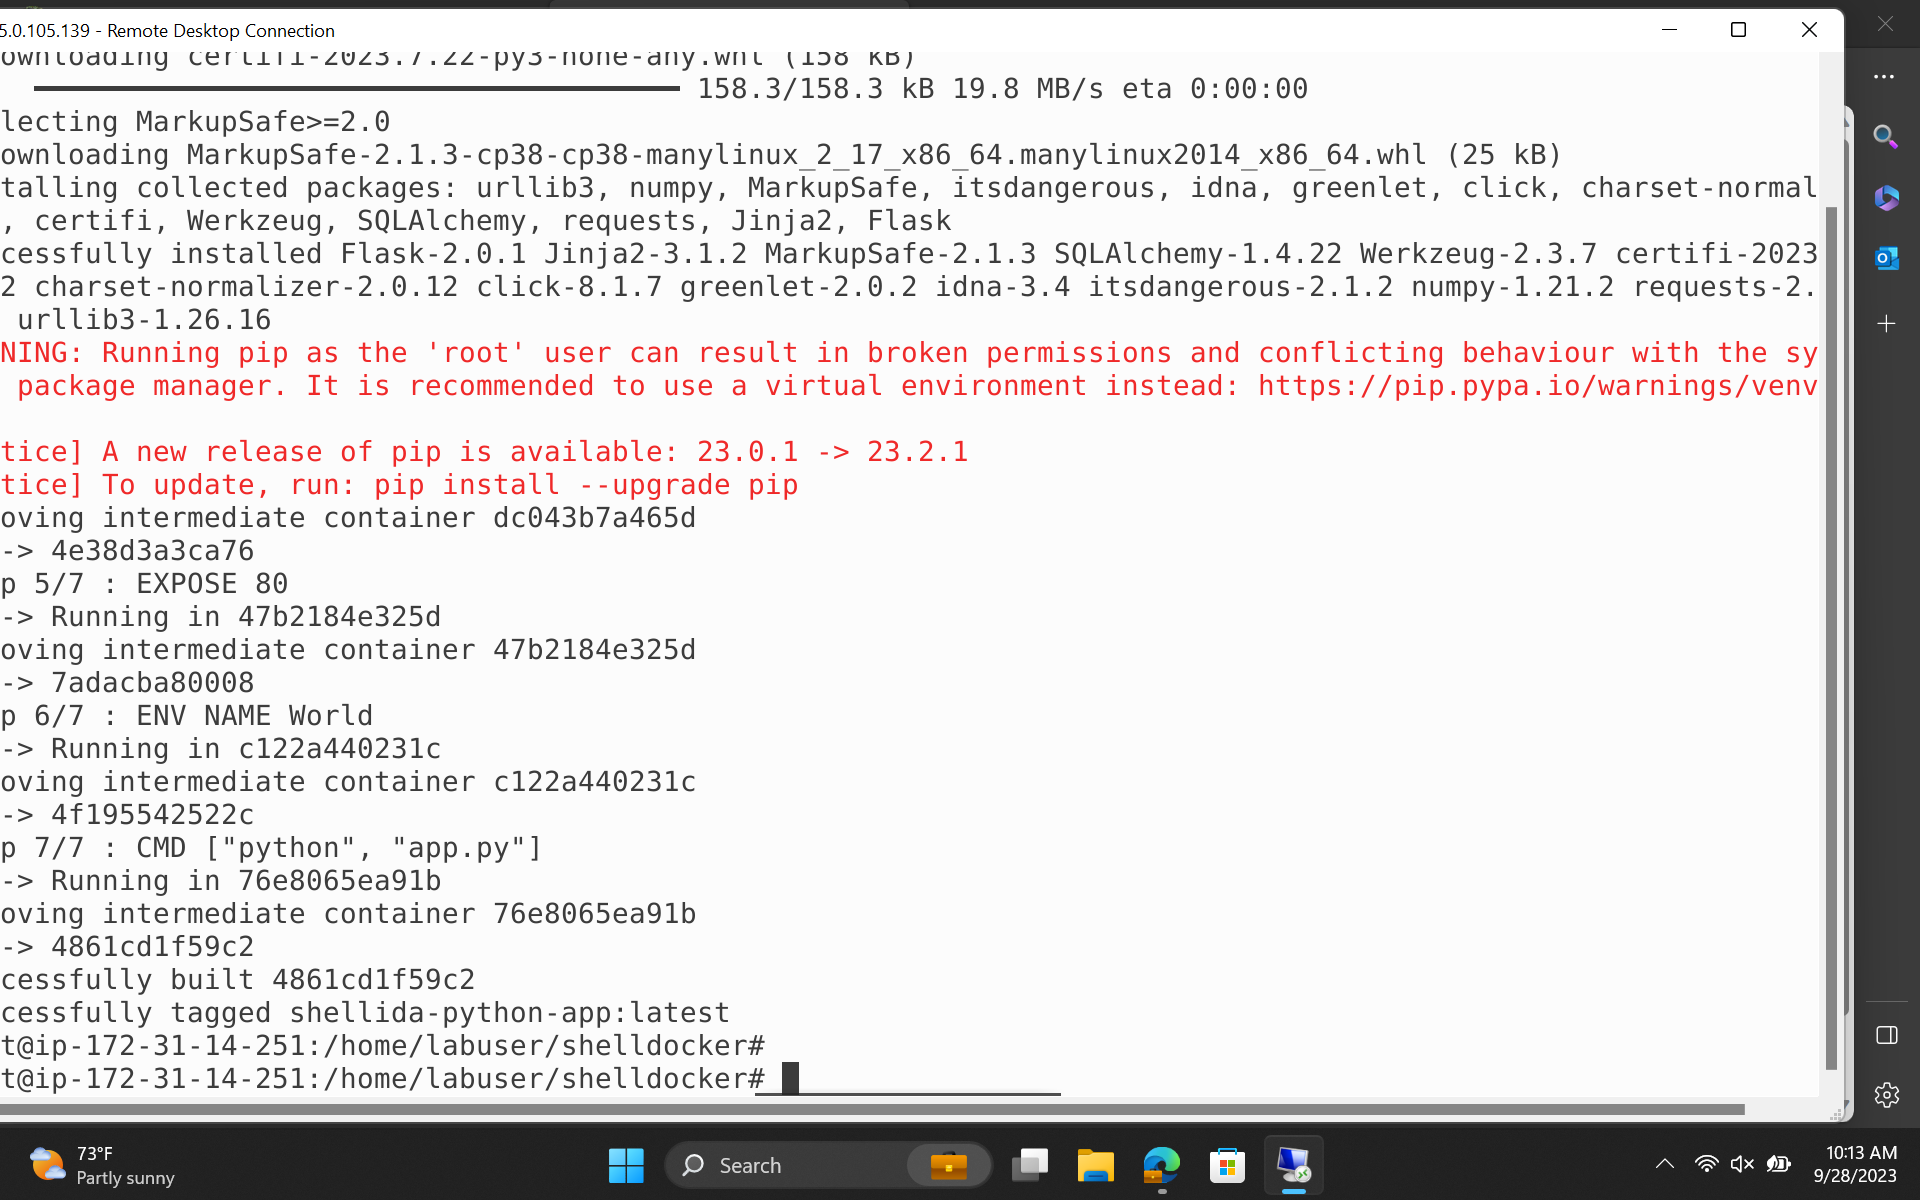 5.0.105.139 - Remote Desktop Connection
ownloading certifi-2023.7.22-py3-none-any.whl (158 kB)
158.3/158.3 kB 19.8 MB/s eta 0:00:00
lecting MarkupSafe>=2.0
ownloading MarkupSafe-2.1.3-cp38-cp38-manylinux_2_17_x86_64.manylinux2014_x86_64.whl (25 kB)
talling collected packages: urllib3, numpy, MarkupSafe, itsdangerous, idna, greenlet, click, charset-normal
, certifi, Werkzeug, SQLAlchemy, requests, Jinja2, Flask
cessfully installed Flask-2.0.1 Jinja2-3.1.2 MarkupSafe-2.1.3 SQLAlchemy-1.4.22 Werkzeug-2.3.7 certifi-2023
2 charset-normalizer-2.0.12 click-8.1.7 greenlet-2.0.2 idna-3.4 itsdangerous-2.1.2 numpy-1.21.2 requests-2.
urllib3-1.26.16
NING: Running pip as the 'root' user can result in broken permissions and conflicting behaviour with the sy
package manager. It is recommended to use a virtual environment instead: https://pip.pypa.io/warnings/venv
tice] A new release of pip is available: 23.0.1 -> 23.2.1
tice] To update, run: pip install --upgrade pip
oving intermediate container dc043b7a465d
-> 4e38d3a3ca76
p 5/7 : EXPOSE 80
-> Running in 47b2184e325d
oving intermediate container 47b2184e325d
-> 7adacba80008
p 6/7 : ENV NAME World
-> Running in c122a440231c
oving intermediate container c122a440231c
-> 4f195542522c
p 7/7 : CMD ["python", "app.py"]
-> Running in 76e8065ea91b
oving intermediate container 76e8065ea91b
-> 4861cd1f59c2
cessfully built 4861cd1f59c2
cessfully tagged shellida-python-app:latest
t@ip-172-31-14-251:/home/labuser/shelldocker#
t@ip-172-31-14-251:/home/labuser/shelldocker#
73°F
Partly sunny
Search
10:13 AM
9/28/2023